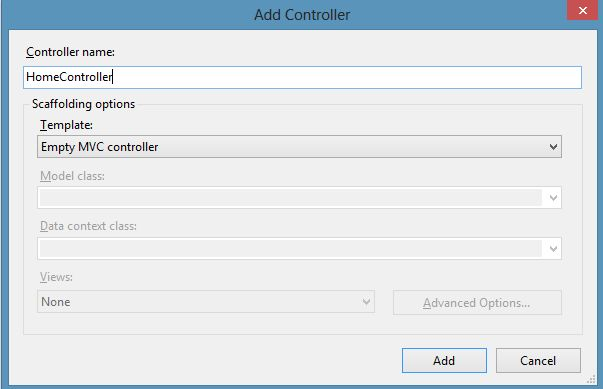 Add Controller
Controller name:
HomeController
Scaffolding options
Template:
Empty MVC controller
Model class:
Data context class:
Views:
None
Advanced Options...
Add Cancel